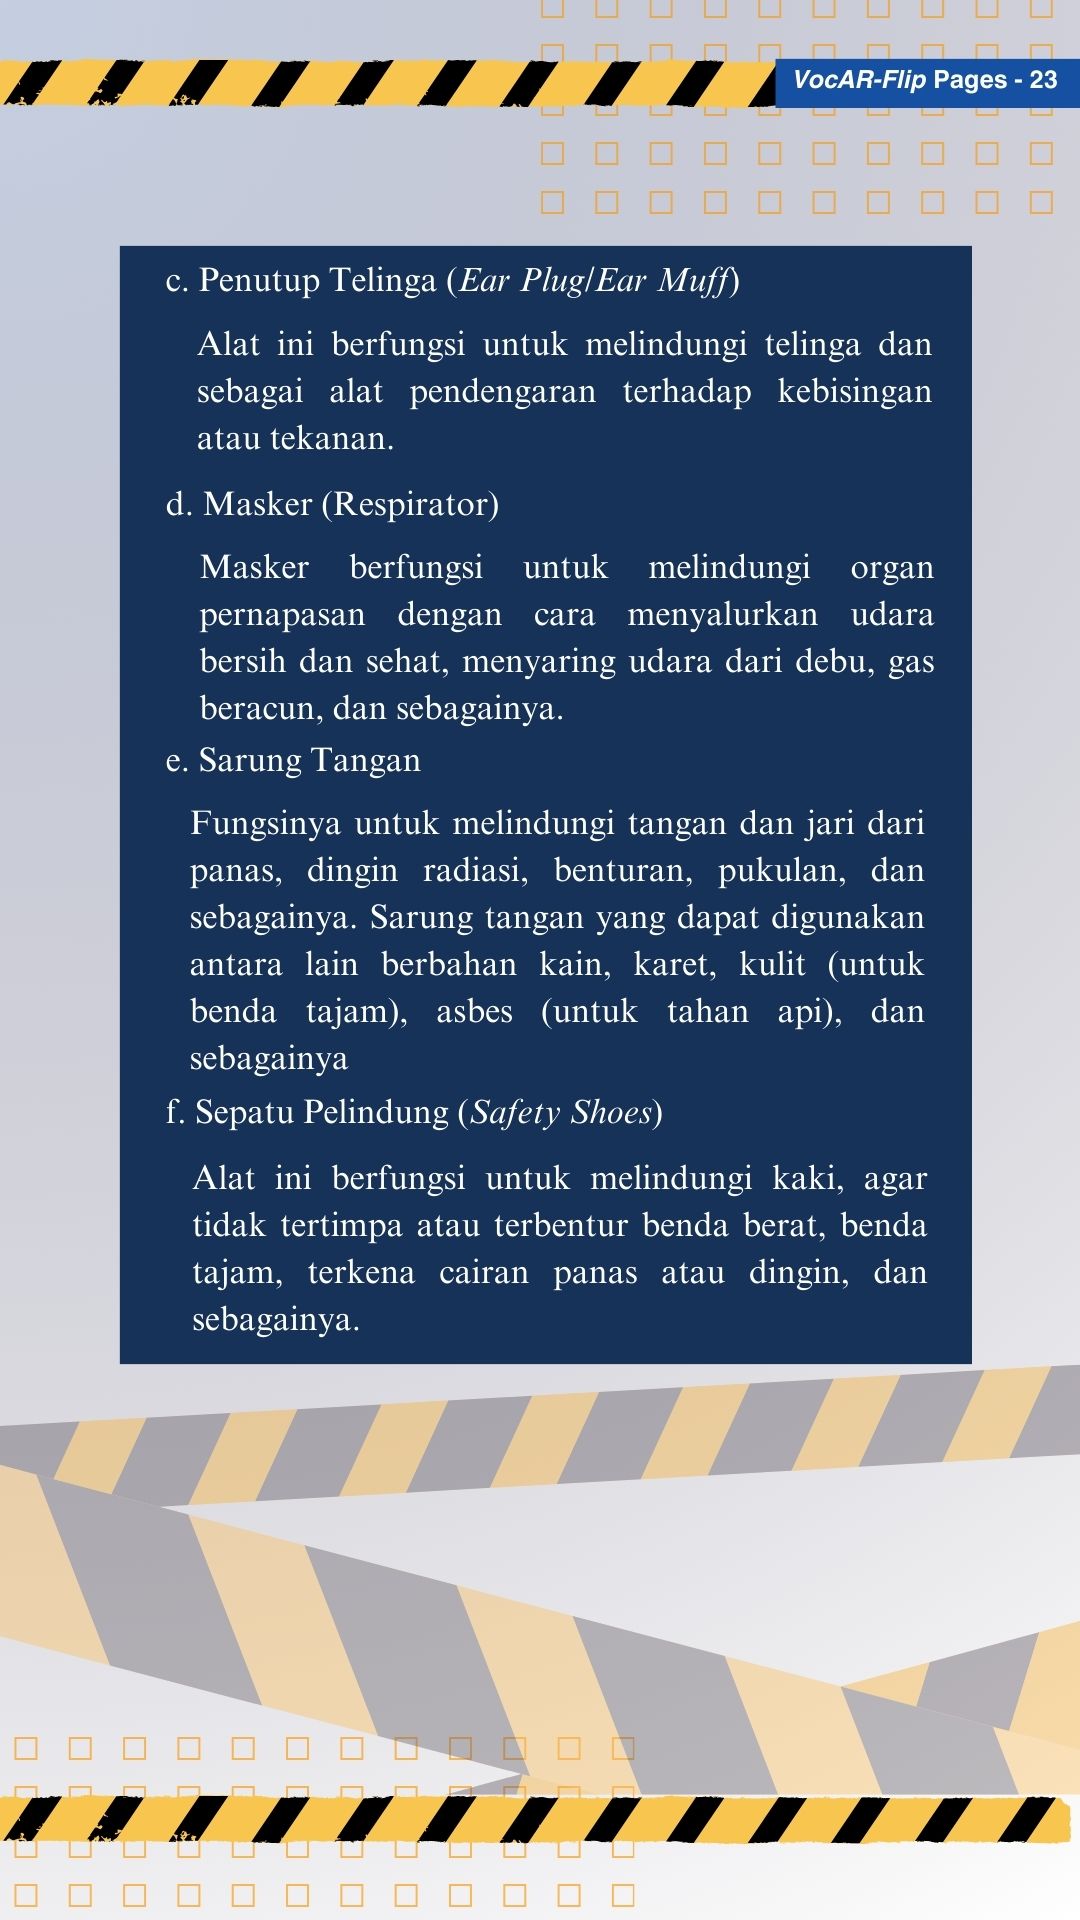 VocAR-Flip Pages - 23
c. Penutup Telinga (Ear Plug/Ear Muff)
Alat ini berfungsi untuk melindungi telinga dan
sebagai alat pendengaran terhadap kebisingan
atau tekanan.
d. Masker (Respirator)
Masker berfungsi untuk melindungi organ
pernapasan dengan cara menyalurkan udara
bersih dan sehat, menyaring udara dari debu, gas
beracun, dan sebagainya.
e. Sarung Tangan
Fungsinya untuk melindungi tangan dan jari dari
panas, dingin radiasi, benturan, pukulan, dan
sebagainya. Sarung tangan yang dapat digunakan
antara lain berbahan kain, karet, kulit (untuk
benda tajam), asbes (untuk tahan api), dan
sebagainya
f. Sepatu Pelindung (Safety Shoes)
Alat ini berfungsi untuk melindungi kaki, agar
tidak tertimpa atau terbentur benda berat, benda
tajam, terkena cairan panas atau dingin, dan
sebagainya.